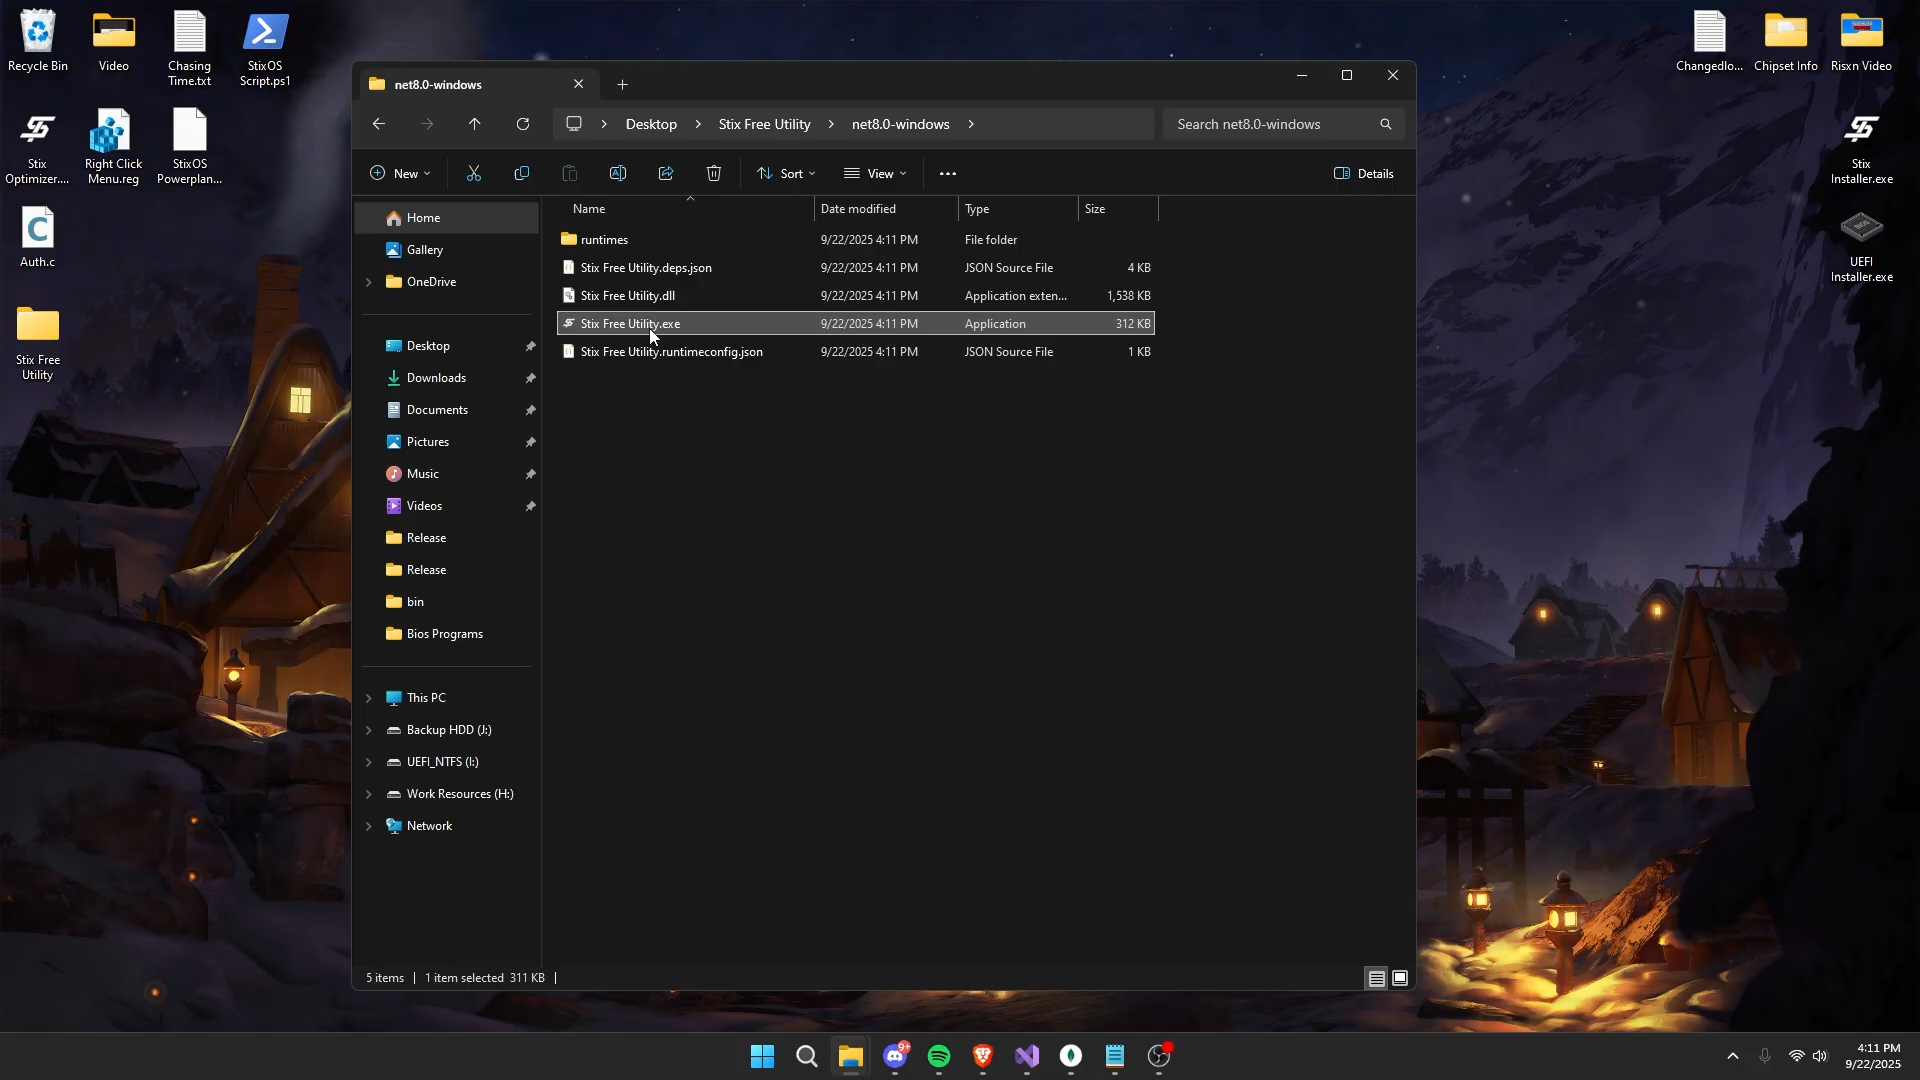 Recycle Bin
Video
Chasing
Time.txt
StixOS
Script.ps1
Stix
Optimizer....
Right Click
Menu.reg
StixOS
Powerplan...
Auth.c
Stix Free
Utility
net8.0-windows
Desktop
Stix Free Utility
net8.0-windows
Search net8.0-windows
New
Sort
View
Details
Home
Gallery
OneDrive
Desktop
Downloads
Documents
Pictures
Music
Videos
Release
Release
bin
Bios Programs
This PC
Backup HDD (J:)
UEFI_NTFS (I:)
Work Resources (H:)
Network
Name Date modified Type Size
runtimes 9/22/2025 4:11 PM File folder
Stix Free Utility.deps.json 9/22/2025 4:11 PM JSON Source File 4 KB
Stix Free Utility.dll 9/22/2025 4:11 PM Application exten... 1,538 KB
Stix Free Utility.exe 9/22/2025 4:11 PM Application 312 KB
Stix Free Utility.runtimeconfig.json 9/22/2025 4:11 PM JSON Source File 1 KB
5 items
1 item selected 311 KB
Changedlo...
Chipset Info
Risxn Video
Stix
Installer.exe
UEFI
Installer.exe
9+
4:11 PM
9/22/2025